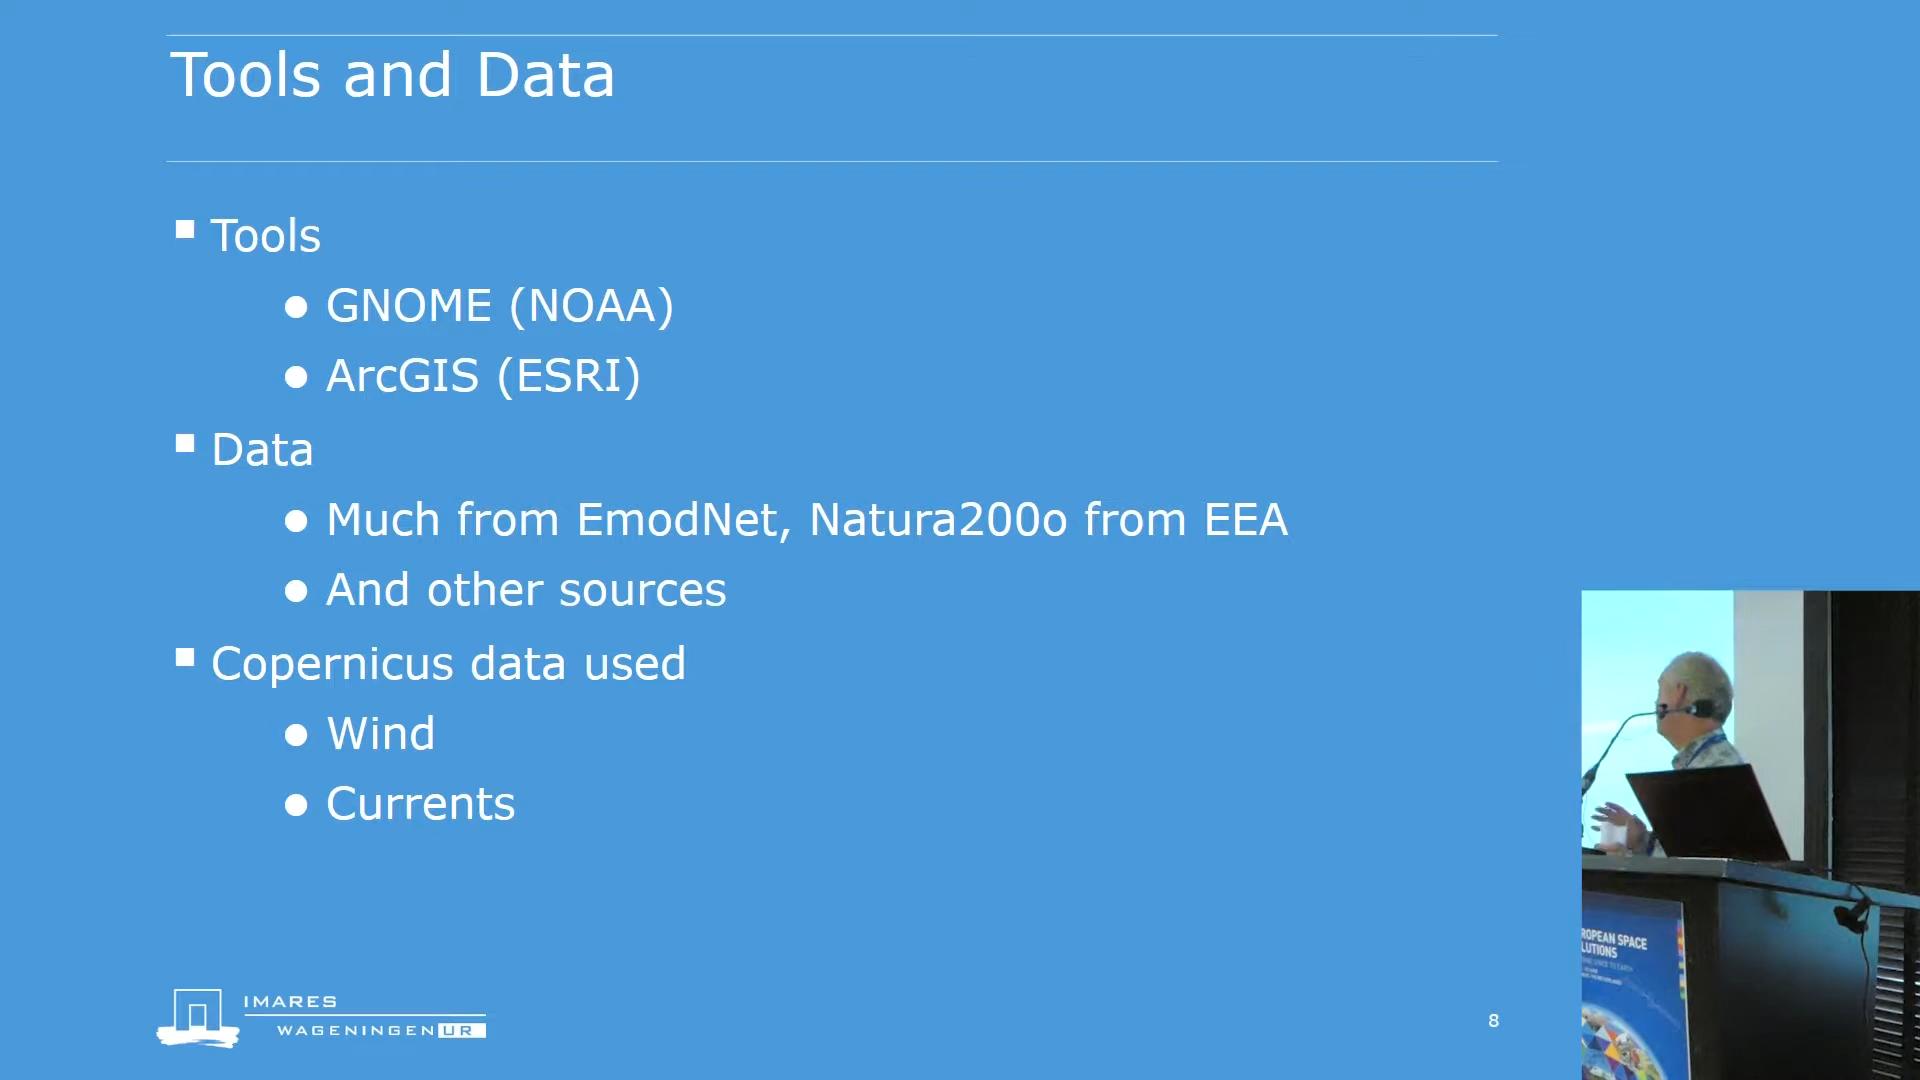 Tools and Data
Tools
GNOME (NOAA)
ArcGIS (ESRI)
Data
Much from EmodNet, Natura200o from EEA
And other sources
Copernicus data used
Wind
Currents
IMARES
WAGENINGEN UR
8
ROPEAN SPACE
LUTIONS